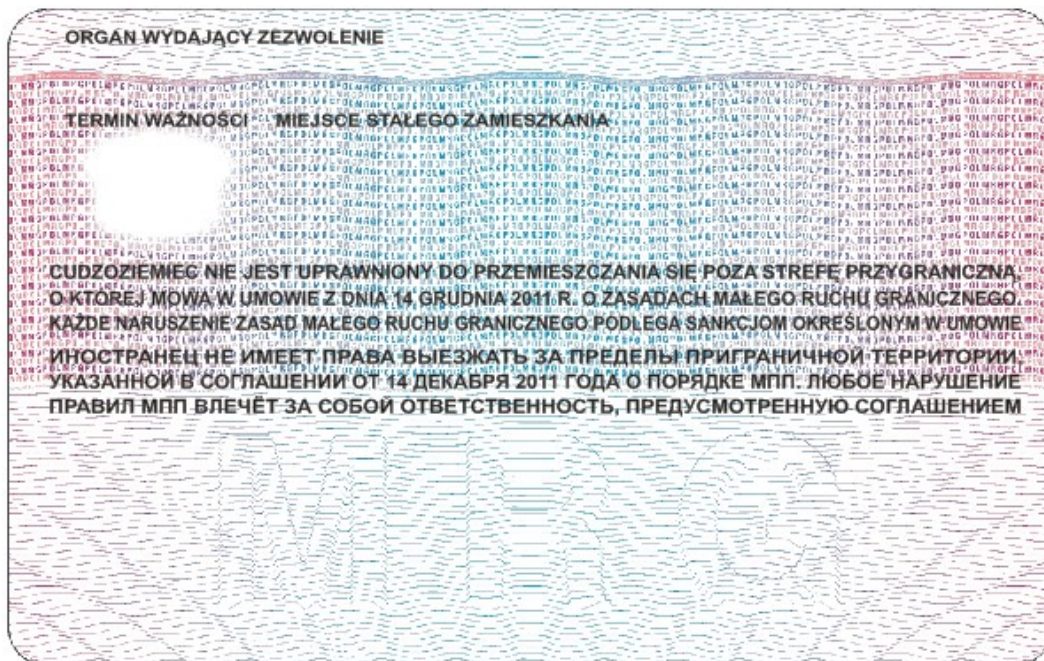 ORGAN WYDAJĄCY ZEZWOLENIE
TERMIN WAŻNOŚCI MIEJSCE STAŁEGO ZAMIESZKANIA
CUDZOZIEMIEC NIE JEST UPRAWNIONY DO PRZEMIESZCZANIA SIĘ POZA STREFĘ PRZYGRANICZNĄ,
O KTÓREJ MOWA W UMOWIE Z DNIA 14 GRUDNIA 2011 R. O ZASADACH MAŁEGO RUCHU GRANICZNEGO.
KAŻDE NARUSZENIE ZASAD MAŁEGO RUCHU GRANICZNEGO PODLEGA SANKCJOM OKREŚLONYM W UMOWIE
ИНОСТРАНЕЦ НЕ ИМЕЕТ ПРАВА ВЫЕЗЖАТЬ ЗА ПРЕДЕЛЫ ПРИГРАНИЧНОЙ ТЕРРИТОРИИ,
УКАЗАННОЙ В СОГЛАШЕНИИ ОТ 14 ДЕКАБРЯ 2011 ГОДА О ПОРЯДКЕ МПП. ЛЮБОЕ НАРУШЕНИЕ
ПРАВИЛ МПП ВЛЕЧЁТ ЗА СОБОЙ ОТВЕТСТВЕННОСТЬ, ПРЕДУСМОТРЕННУЮ СОГЛАШЕНИЕМ
MRG